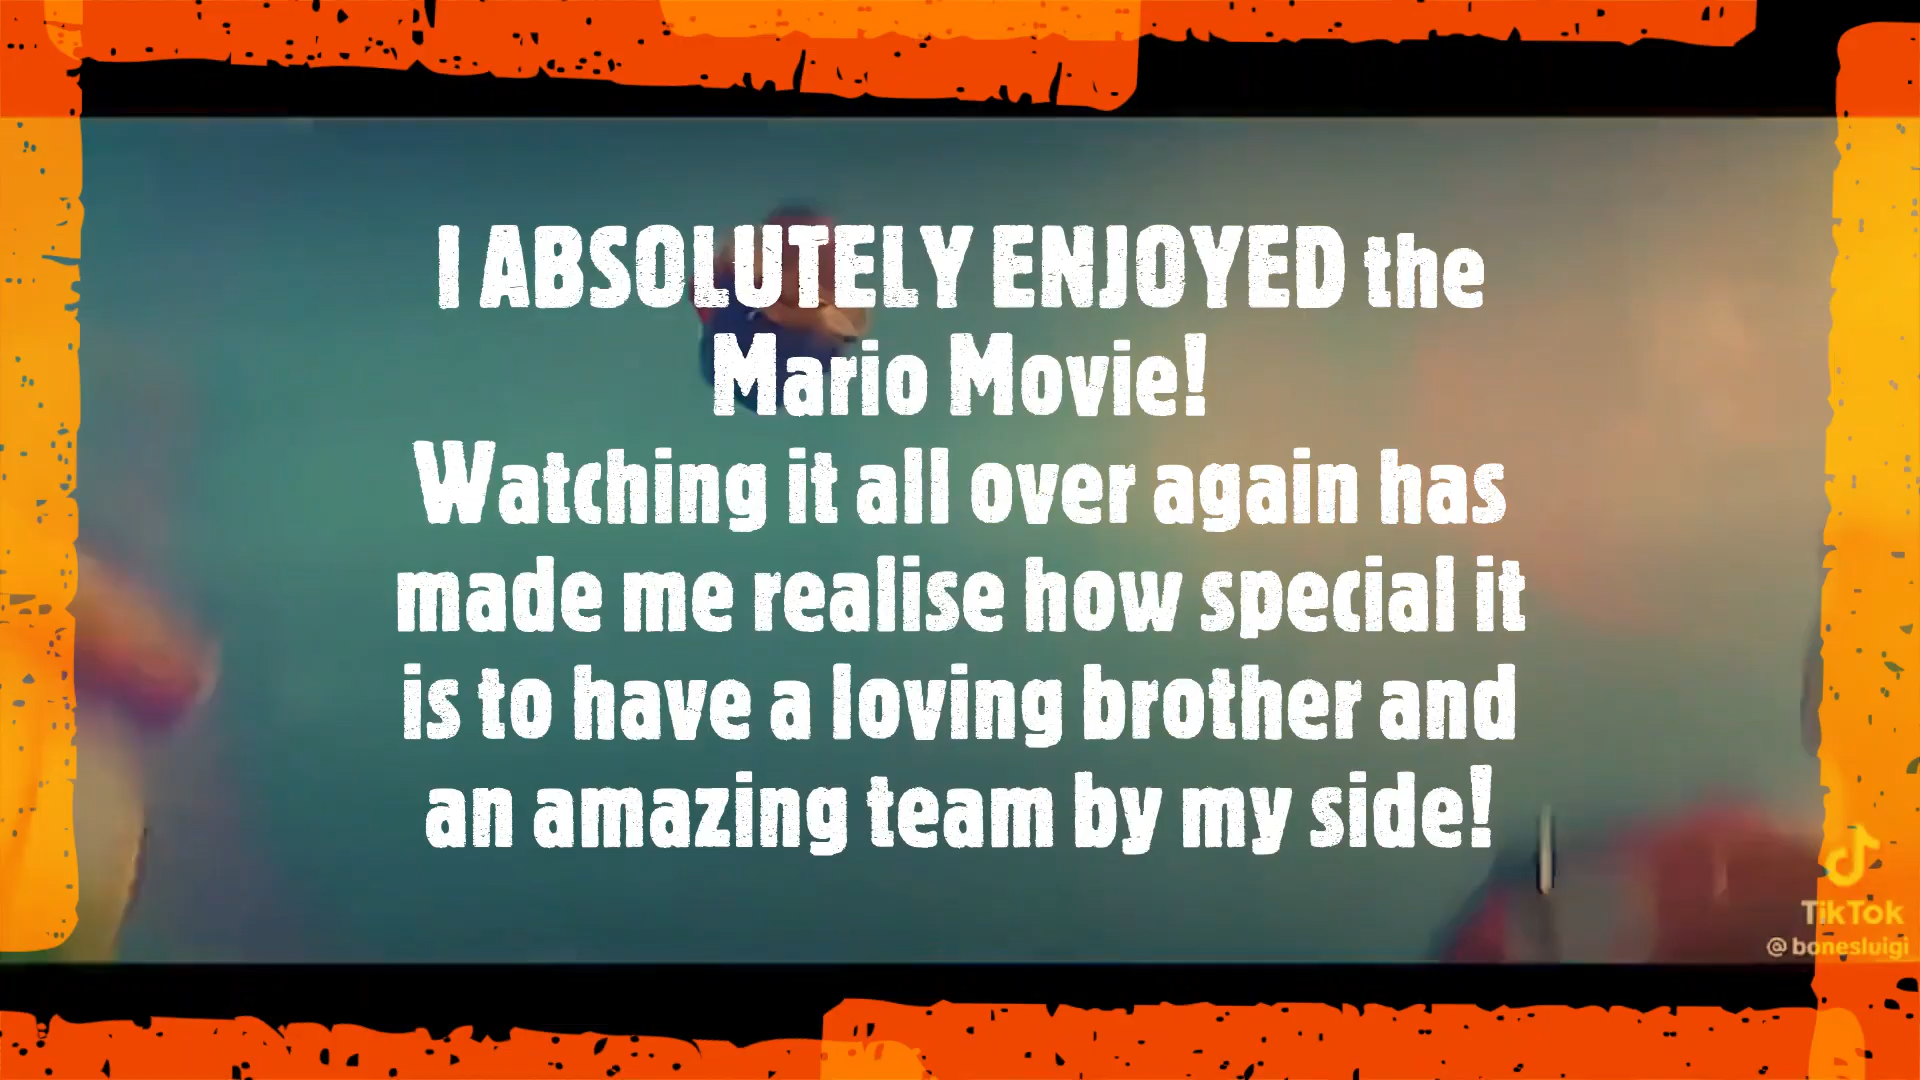 I ABSOLUTELY ENJOYED the
Mario Movie!
Watching it all over again has
made me realise how special it
is to have a loving brother and
an amazing team by my side!
TikTok
@bonesluigi